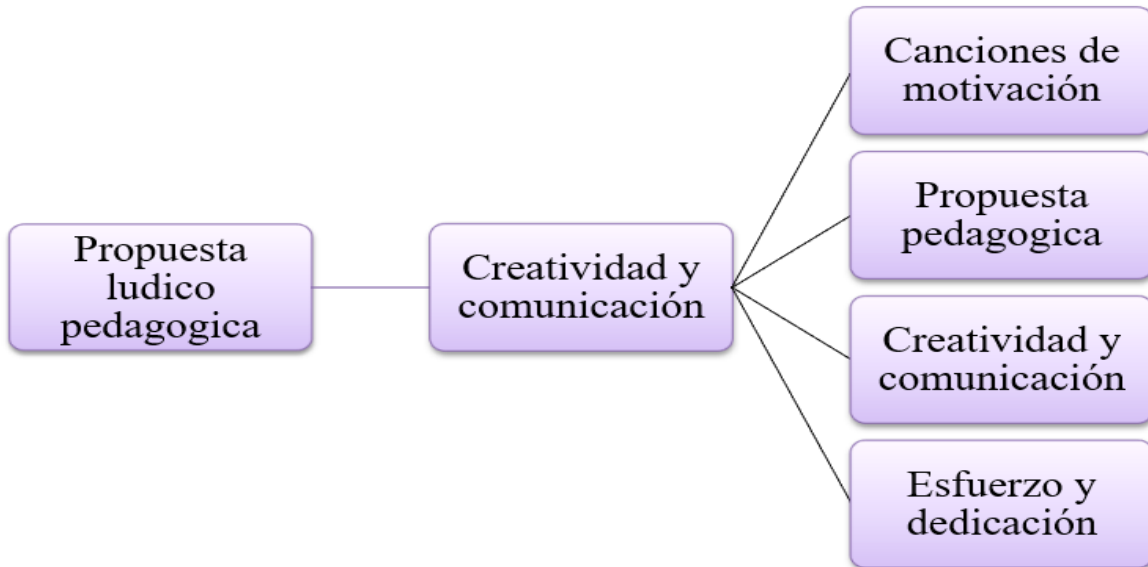 Propuesta
ludico
pedagogica
Creatividad y
comunicación
Canciones de
motivación
Propuesta
pedagogica
Creatividad y
comunicación
Esfuerzo y
dedicación